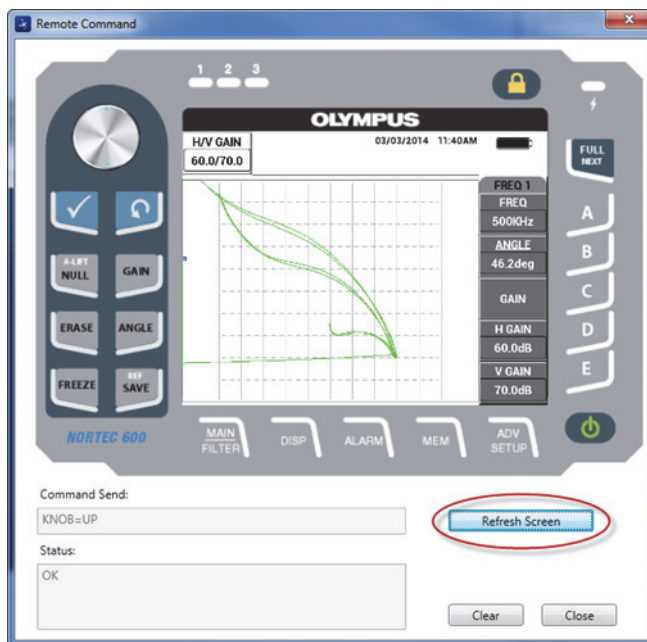 Remote Command
1 2 3
OLYMPUS
H/V GAIN
60.0/70.0
03/03/2014 11:40AM
FULL
NEXT
FREQ 1
FREQ
500KHz
ANGLE
46.2deg
GAIN
H GAIN
60.0dB
V GAIN
70.0dB
A
B
C
D
E
A-LIFT
NULL
GAIN
ERASE
ANGLE
FREEZE
REF
SAVE
NORTEC 600
MAIN
FILTER
DISP
ALARM
MEM
ADV
SETUP
Command Send:
KNOB=UP
Refresh Screen
Status:
OK
Clear
Close